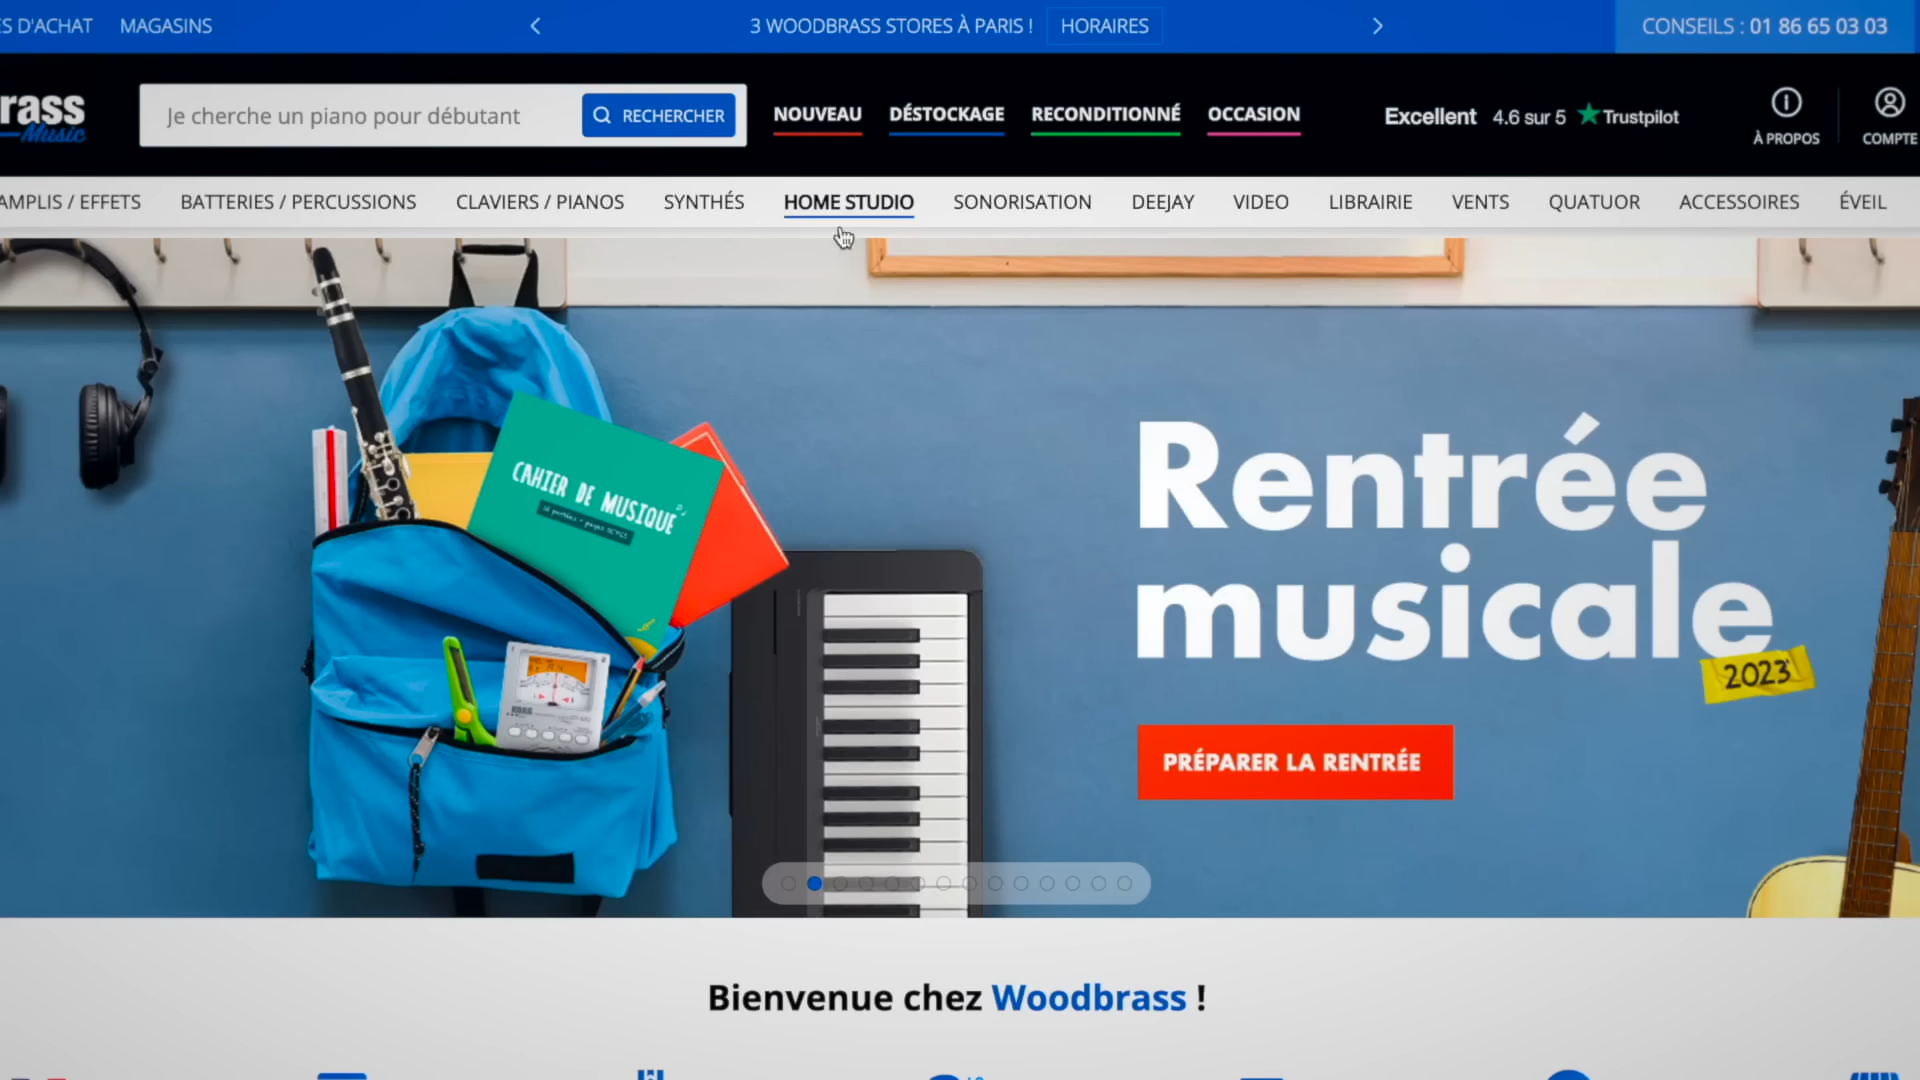 S D'ACHAT MAGASINS
3 WOODBRASS STORES À PARIS ! HORAIRES
CONSEILS : 01 86 65 03 03
rass
Music
Je cherche un piano pour débutant
RECHERCHER
NOUVEAU DÉSTOCKAGE RECONDITIONNÉ OCCASION
Excellent 4.6 sur 5 Trustpilot
À PROPOS
COMPTE
AMPLIS / EFFETS BATTERIES / PERCUSSIONS CLAVIERS / PIANOS SYNTHÉS HOME STUDIO SONORISATION DEEJAY VIDEO LIBRAIRIE VENTS QUATUOR ACCESSOIRES ÉVEIL
CAHIER DE MUSIQUE
KORG
Rentrée
musicale
2023
PRÉPARER LA RENTRÉE
Bienvenue chez Woodbrass !